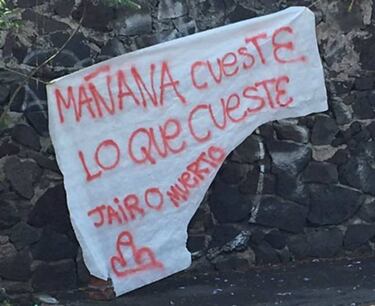 MAÑANA CUESTE
LO QUE CUESTE
JAIRO MUERTO